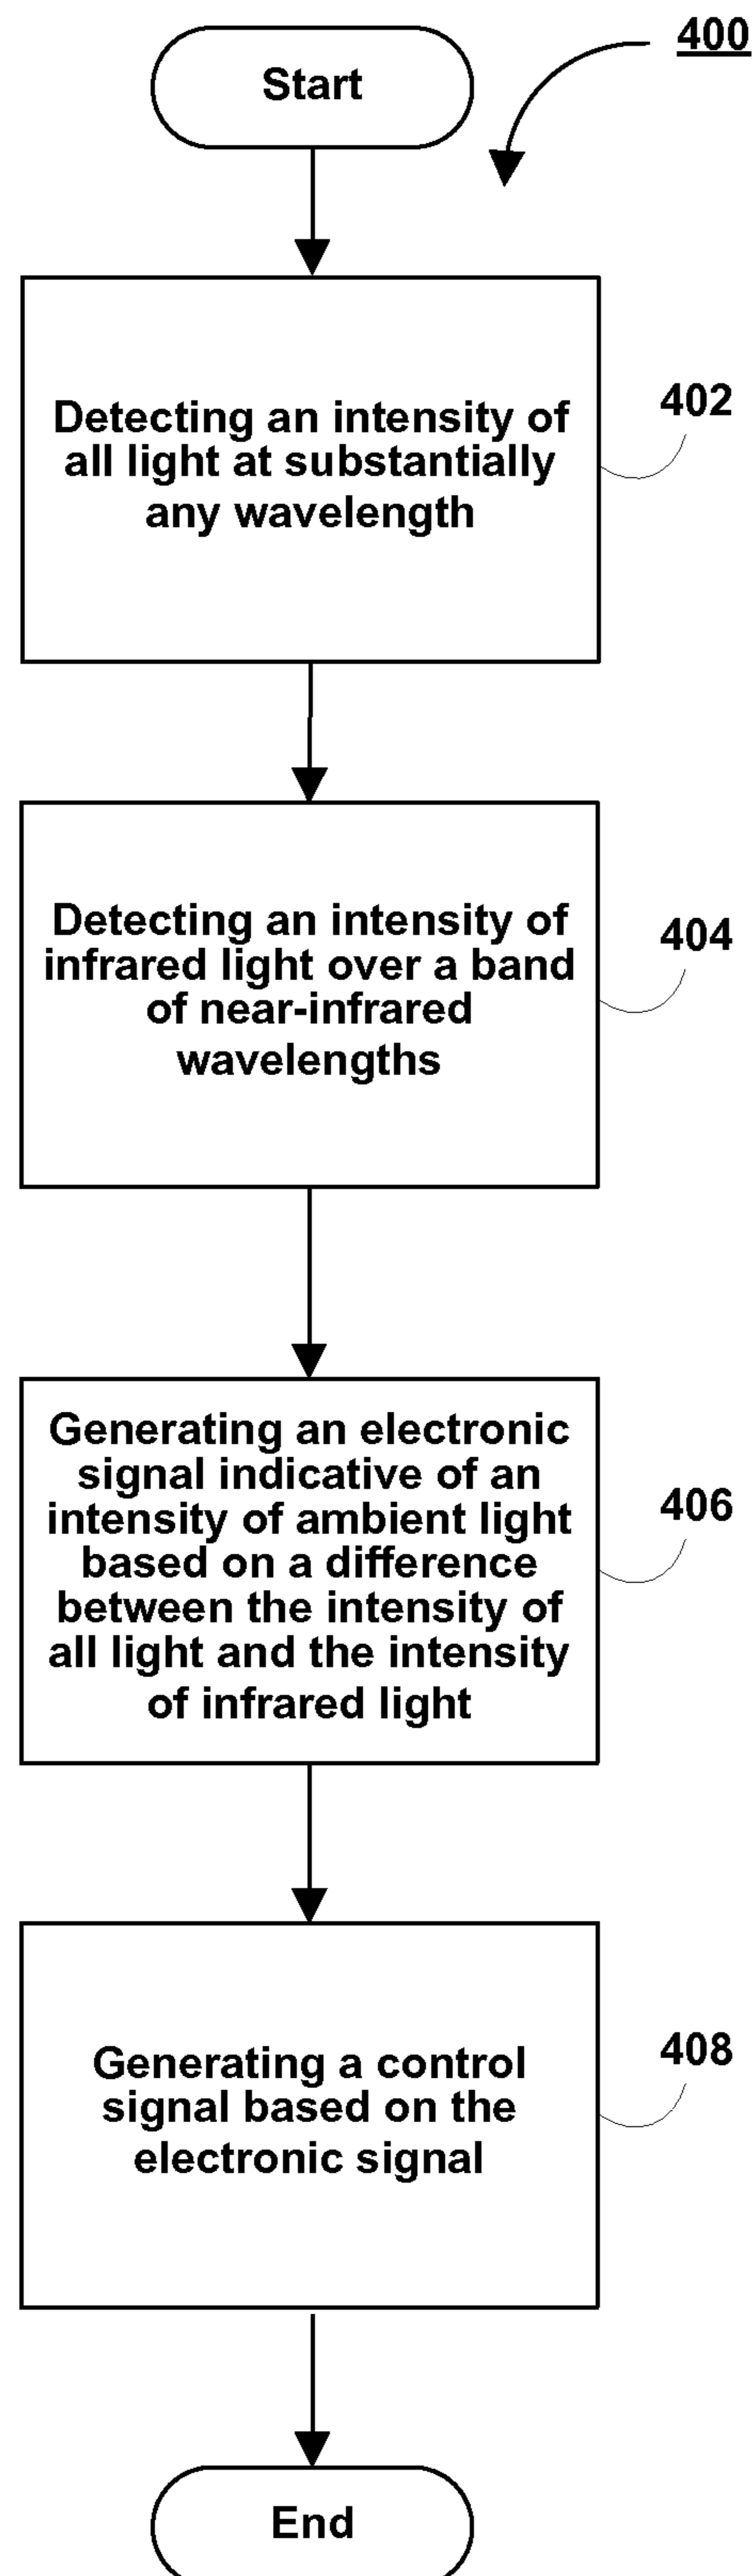 400
Start
Detecting an intensity of
all light at substantially
any wavelength
402
Detecting an intensity of
infrared light over a band
of near-infrared
wavelengths
404
Generating an electronic
signal indicative of an
intensity of ambient light
based on a difference
between the intensity of
all light and the intensity
of infrared light
406
Generating a control
signal based on the
electronic signal
408
End